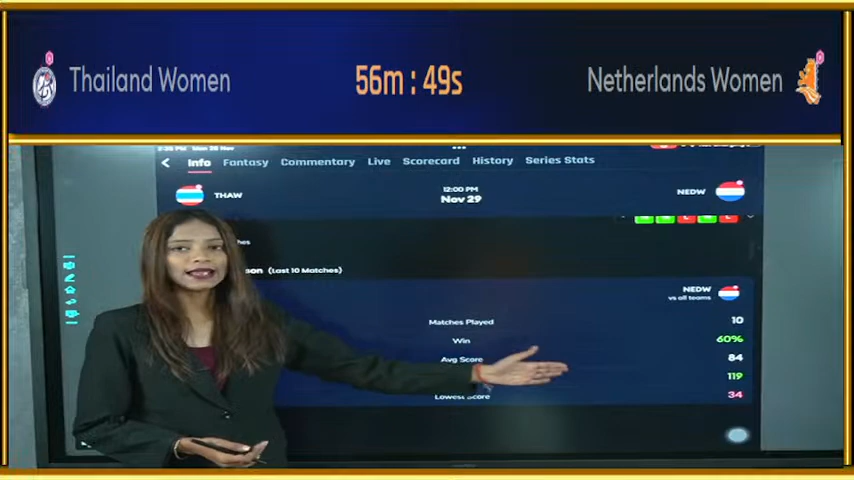 Thailand Women
56m : 49s
Netherlands Women
Info Fantasy Commentary Live Scorecard History Series Stats
THAW
12:00 PM
Nov 29
NEDW
(Last 10 Matches)
NEDW
vs all teams
Matches Played 10
Win 60%
Avg Score 84
119
Lowest Score 34